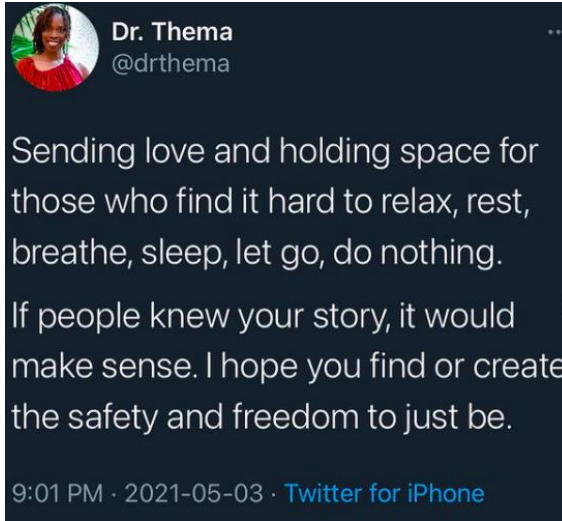 Dr. Thema
@drthema
Sending love and holding space for
those who find it hard to relax, rest,
breathe, sleep, let go, do nothing.
If people knew your story, it would
make sense. I hope you find or create
the safety and freedom to just be.
9:01 PM · 2021-05-03 · Twitter for iPhone